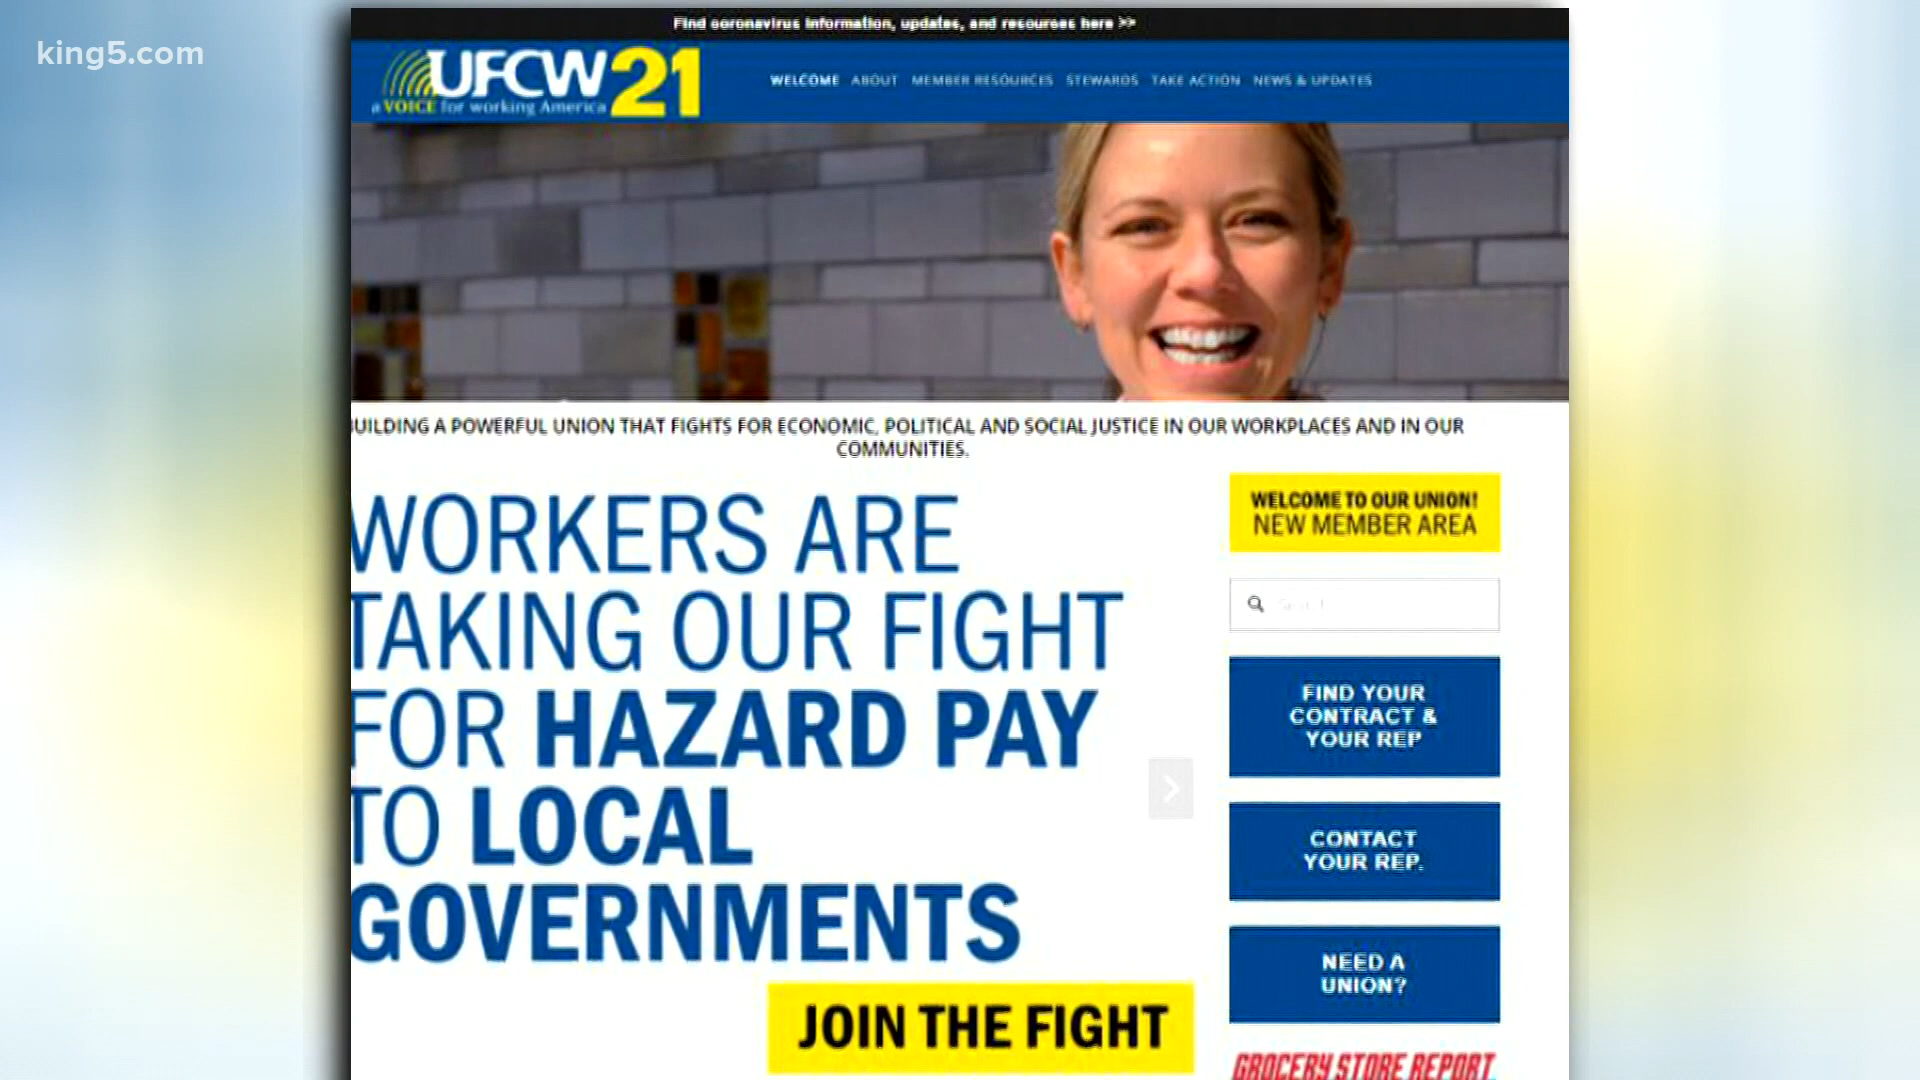 king5.com
Find coronavirus information, updates, and resources here >>
UFCW 21
a VOICE for working America
WELCOME ABOUT MEMBER RESOURCES STEWARDS TAKE ACTION NEWS & UPDATES
UILDING A POWERFUL UNION THAT FIGHTS FOR ECONOMIC, POLITICAL AND SOCIAL JUSTICE IN OUR WORKPLACES AND IN OUR
COMMUNITIES.
WORKERS ARE
TAKING OUR FIGHT
FOR HAZARD PAY
TO LOCAL
GOVERNMENTS
JOIN THE FIGHT
WELCOME TO OUR UNION!
NEW MEMBER AREA
Search
FIND YOUR
CONTRACT &
YOUR REP
CONTACT
YOUR REP.
NEED A
UNION?
GROCERY STORE REPORT